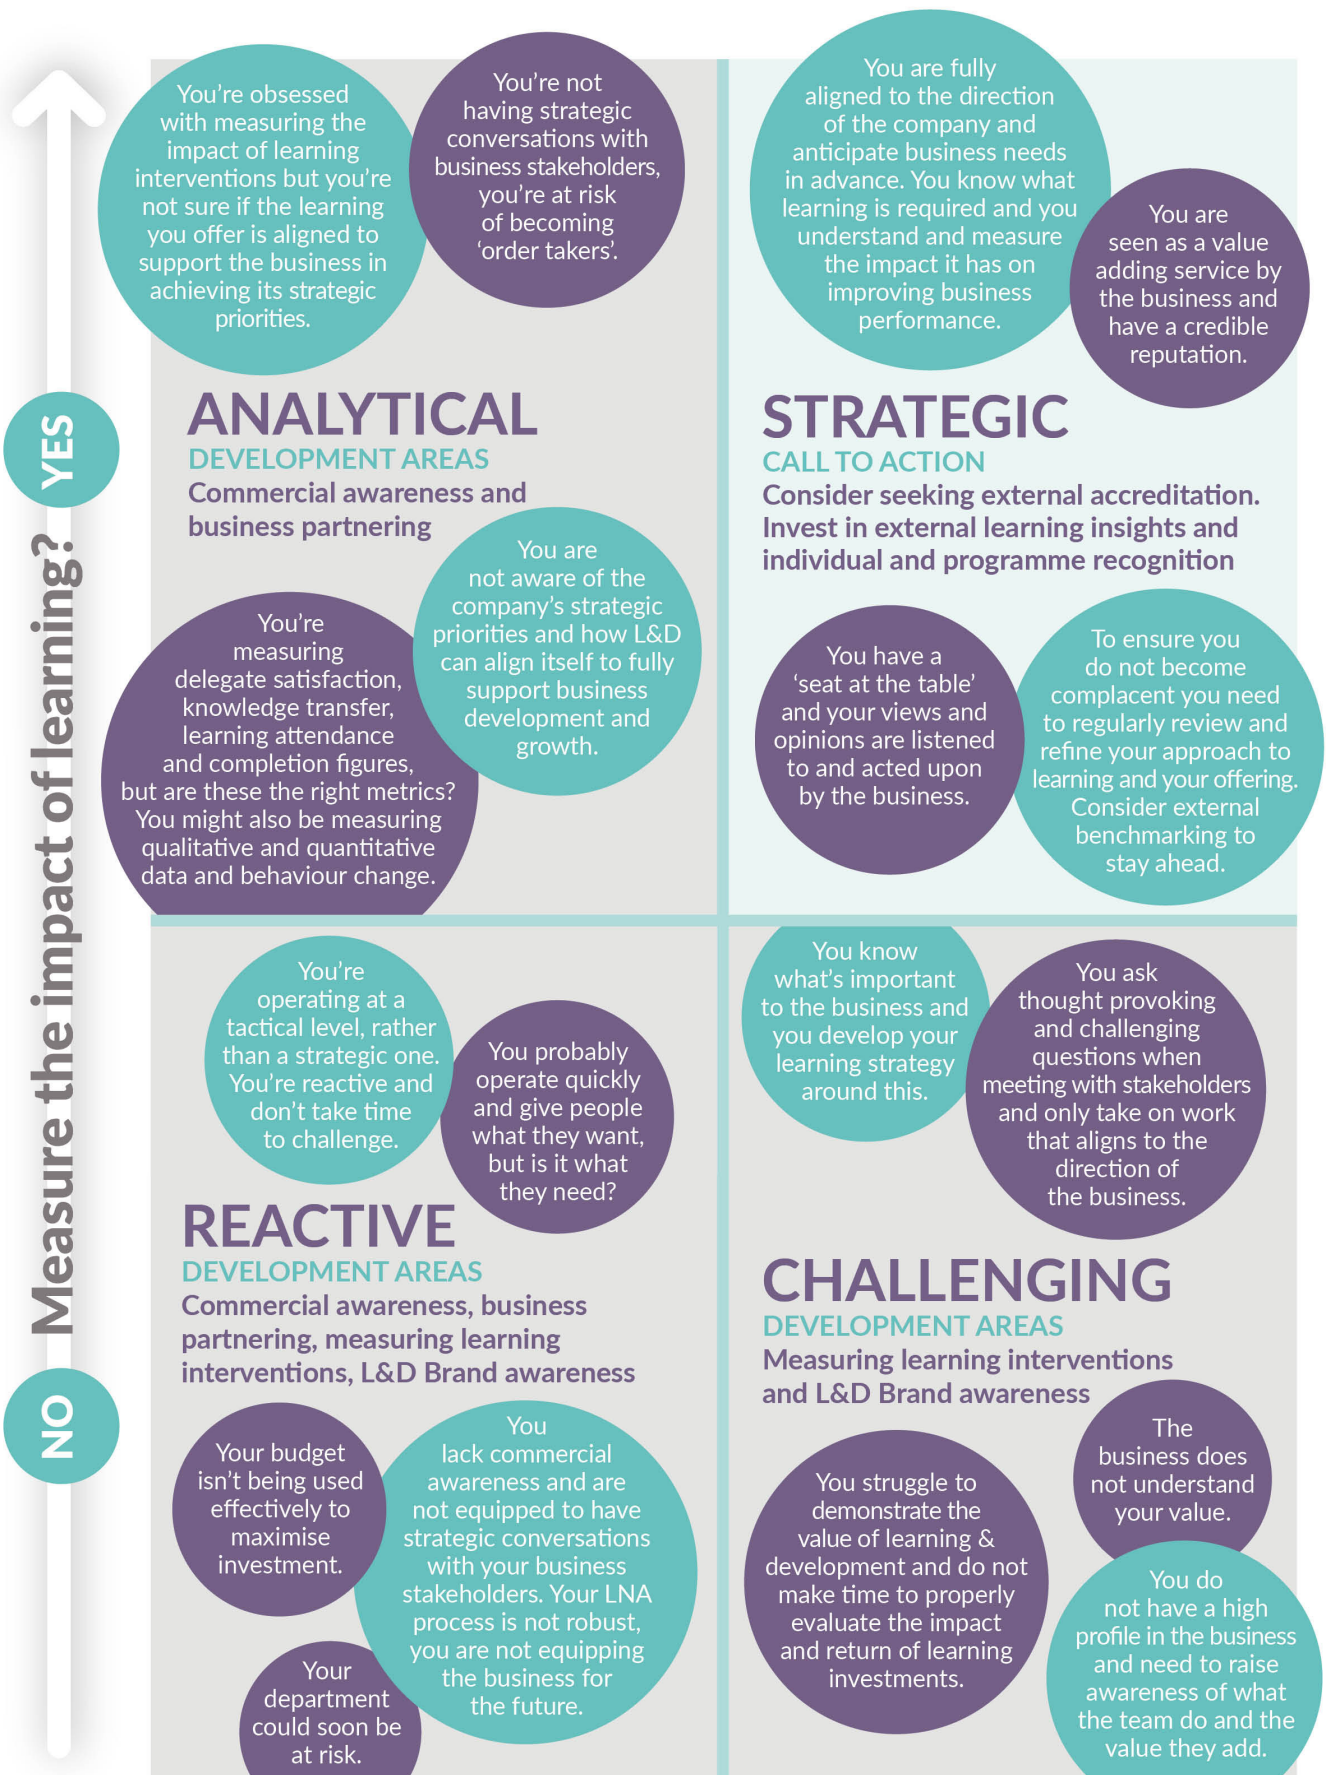 You're obsessed
with measuring the
impact of learning
interventions but you're
not sure if the learning
you offer is aligned to
support the business in
achieving its strategic
priorities.
You're not
having strategic
conversations with
business stakeholders,
you're at risk
of becoming
‘order takers’.
ANALYTICAL
DEVELOPMENT AREAS
Commercial awareness and
business partnering
You are
not aware of the
company's strategic
priorities and how L&D
can align itself to fully
support business
development and
growth.
You're
measuring
delegate satisfaction,
knowledge transfer,
learning attendance
and completion figures,
but are these the right metrics?
You might also be measuring
qualitative and quantitative
data and behaviour change.
You are fully
aligned to the direction
of the company and
anticipate business needs
in advance. You know what
learning is required and you
understand and measure
the impact it has on
improving business
performance.
You are
seen as a value
adding service by
the business and
have a credible
reputation.
STRATEGIC
CALL TO ACTION
Consider seeking external accreditation.
Invest in external learning insights and
individual and programme recognition
You have a
‘seat at the table’
and your views and
opinions are listened
to and acted upon
by the business.
To ensure you
do not become
complacent you need
to regularly review and
refine your approach to
learning and your offering.
Consider external
benchmarking to
stay ahead.
YES
Measure the impact of learning?
NO
You're
operating at a
tactical level, rather
than a strategic one.
You're reactive and
don't take time
to challenge.
You probably
operate quickly
and give people
what they want,
but is it what
they need?
REACTIVE
DEVELOPMENT AREAS
Commercial awareness, business
partnering, measuring learning
interventions, L&D Brand awareness
Your budget
isn't being used
effectively to
maximise
investment.
You
lack commercial
awareness and are
not equipped to have
strategic conversations
with your business
stakeholders. Your LNA
process is not robust,
you are not equipping
the business for
the future.
Your
department
could soon be
at risk.
You know
what's important
to the business and
you develop your
learning strategy
around this.
You ask
thought provoking
and challenging
questions when
meeting with stakeholders
and only take on work
that aligns to the
direction of
the business.
CHALLENGING
DEVELOPMENT AREAS
Measuring learning interventions
and L&D Brand awareness
The
business does
not understand
your value.
You struggle to
demonstrate the
value of learning &
development and do not
make time to properly
evaluate the impact
and return of learning
investments.
You do
not have a high
profile in the business
and need to raise
awareness of what
the team do and the
value they add.